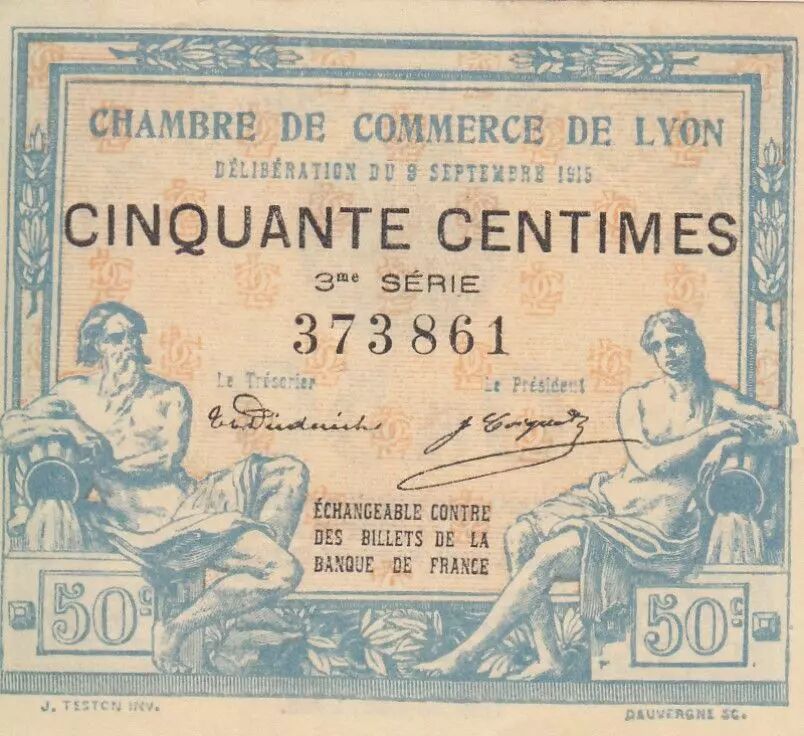 CHAMBRE DE COMMERCE DE LYON
DÉLIBÉRATION DU 9 SEPTEMBRE 1915
CINQUANTE CENTIMES
3me SÉRIE
373861
Le Trésorier Le Président
ÉCHANGEABLE CONTRE
DES BILLETS DE LA
BANQUE DE FRANCE
50c 50c
J. TESTON INV. DAUVERGNE SC.